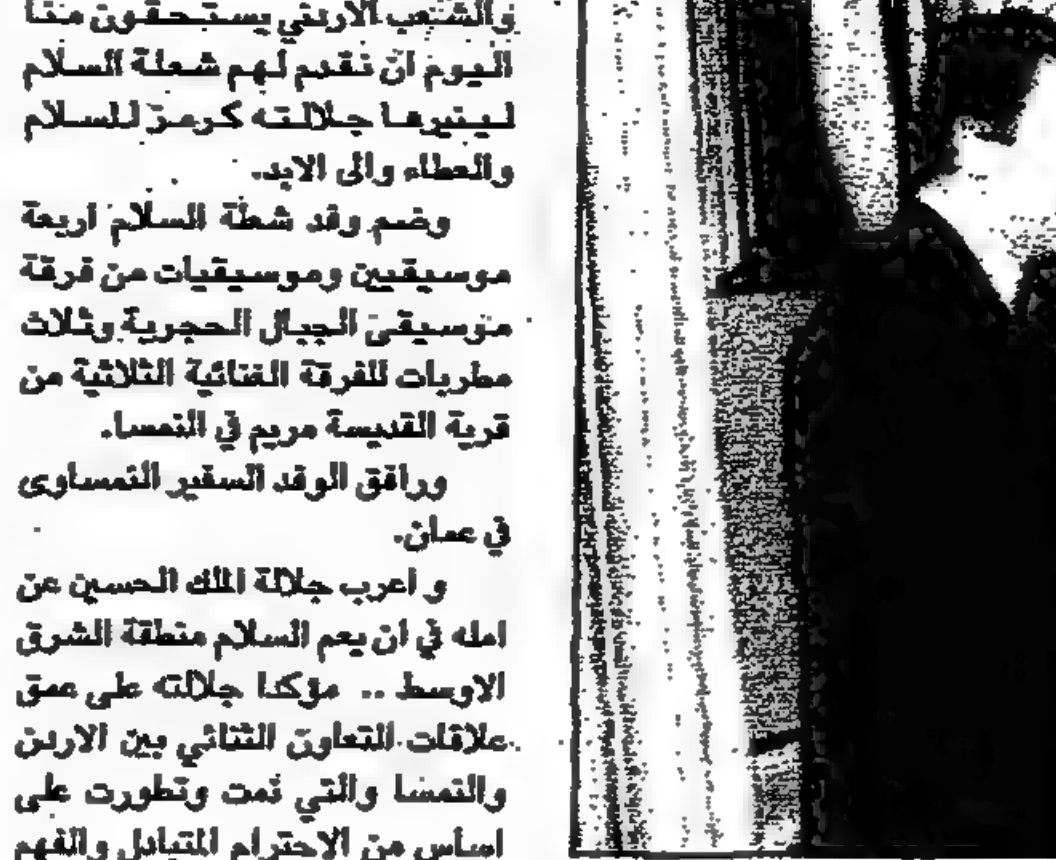 والشعب الاردني يستحقون منا
اليوم ان نقدم لهم شعلة السلام
لينيرها جلالته كرمز للسلام
والعطاء والى الابد.
وضم وفد شعلة السلام اربعة
موسيقيين وموسيقيات من فرقة
موسيقى الجبال الحجرية وثلاث
مطربات للفرقة الغنائية الثلاثية من
قرية القديسة مريم في النمسا.
ورافق الوفد السفير النمساوى
في عمان.
و اعرب جلالة الملك الحسين عن
امله في ان يعم السلام منطقة الشرق
الاوسط .. مؤكدا جلالته على عمق
علاقات التعاون الثنائي بين الاردن
والنمسا والتي نمت وتطورت على
اساس من الاحترام المتبادل والفهم